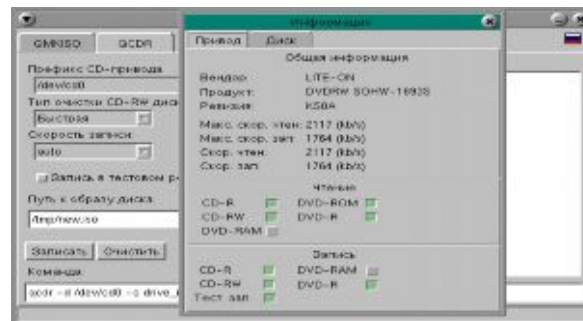 Информация
GMKISO QCDR
Привод Диск
Префикс CD-привода
/dev/cd0
Тип очистки CD-RW диск
Быстрая
Скорость записи
auto
Запись в тестовом р
Путь к образу диска
/tmp/new.iso
Записать Очистить
Команда
Общая информация
Вендор: LITE-ON
Продукт: DVDRW SOHW-1693S
Ревизия: KS0A
Макс. скор. чтен: 2117 (kb/s)
Макс. скор. зап: 1764 (kb/s)
Скор. чтен: 2117 (kb/s)
Скор. зап: 1764 (kb/s)
Чтение
CD-R DVD-ROM
CD-RW DVD-R
DVD-RAM
Запись
CD-R DVD-RAM
CD-RW DVD-R
Тест зап.